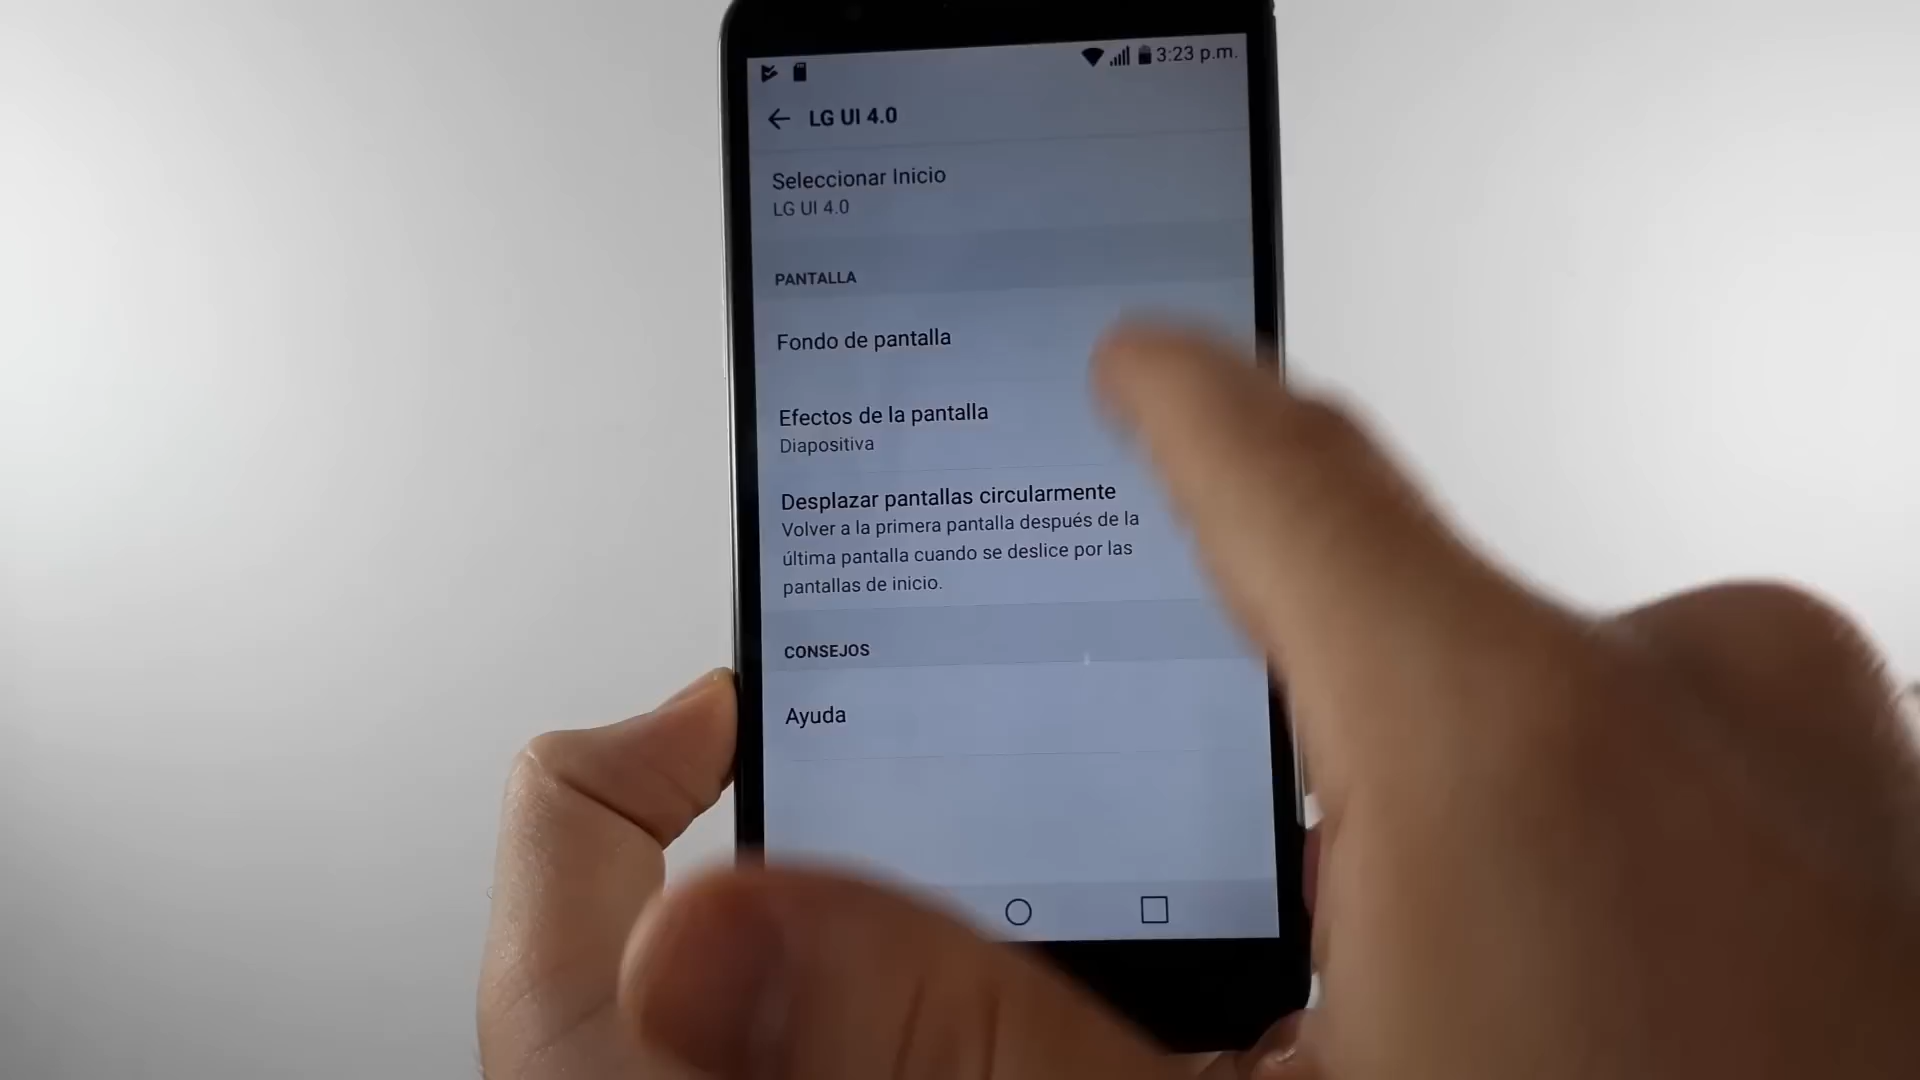 3:23 p.m.
LG UI 4.0
Seleccionar Inicio
LG UI 4.0
PANTALLA
Fondo de pantalla
Efectos de la pantalla
Diapositiva
Desplazar pantallas circularmente
Volver a la primera pantalla después de la
última pantalla cuando se deslice por las
pantallas de inicio.
CONSEJOS
Ayuda